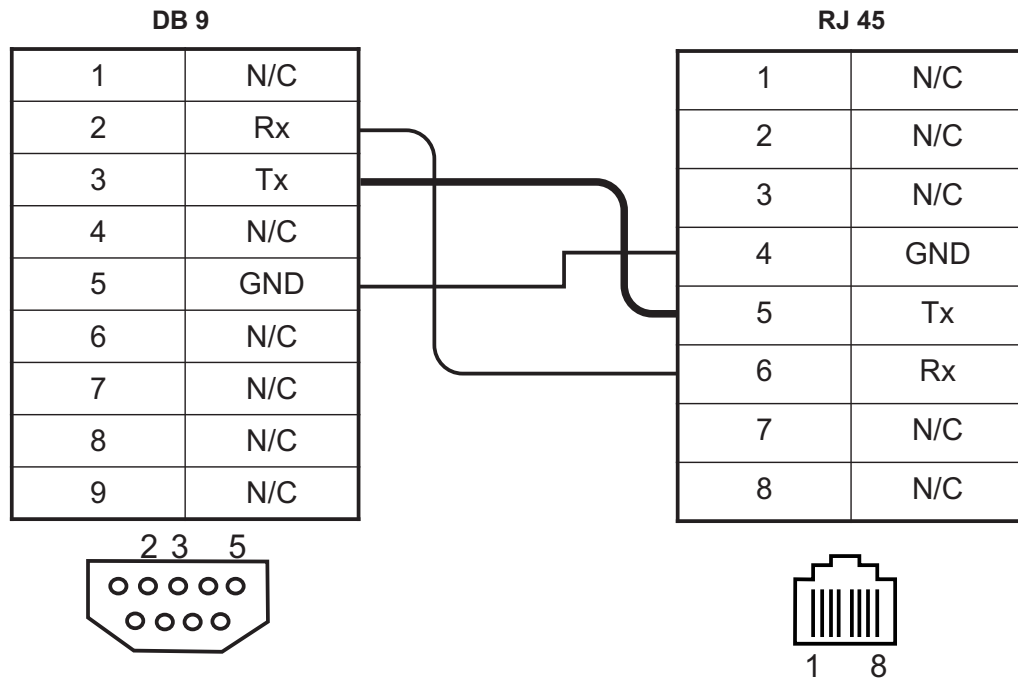 DB 9
1 N/C
2 Rx
3 Tx
4 N/C
5 GND
6 N/C
7 N/C
8 N/C
9 N/C
2 3 5
RJ 45
1 N/C
2 N/C
3 N/C
4 GND
5 Tx
6 Rx
7 N/C
8 N/C
1 8